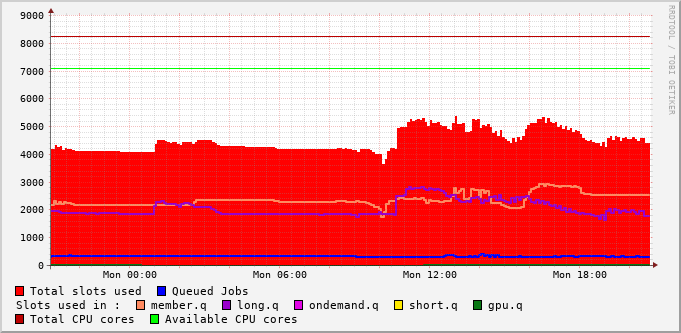 RRDTOOL / TOBI OETIKER
9000
8000
7000
6000
5000
4000
3000
2000
1000
0
Mon 00:00 Mon 06:00 Mon 12:00 Mon 18:00
Total slots used Queued Jobs
Slots used in : member.q long.q ondemand.q short.q gpu.q
Total CPU cores Available CPU cores